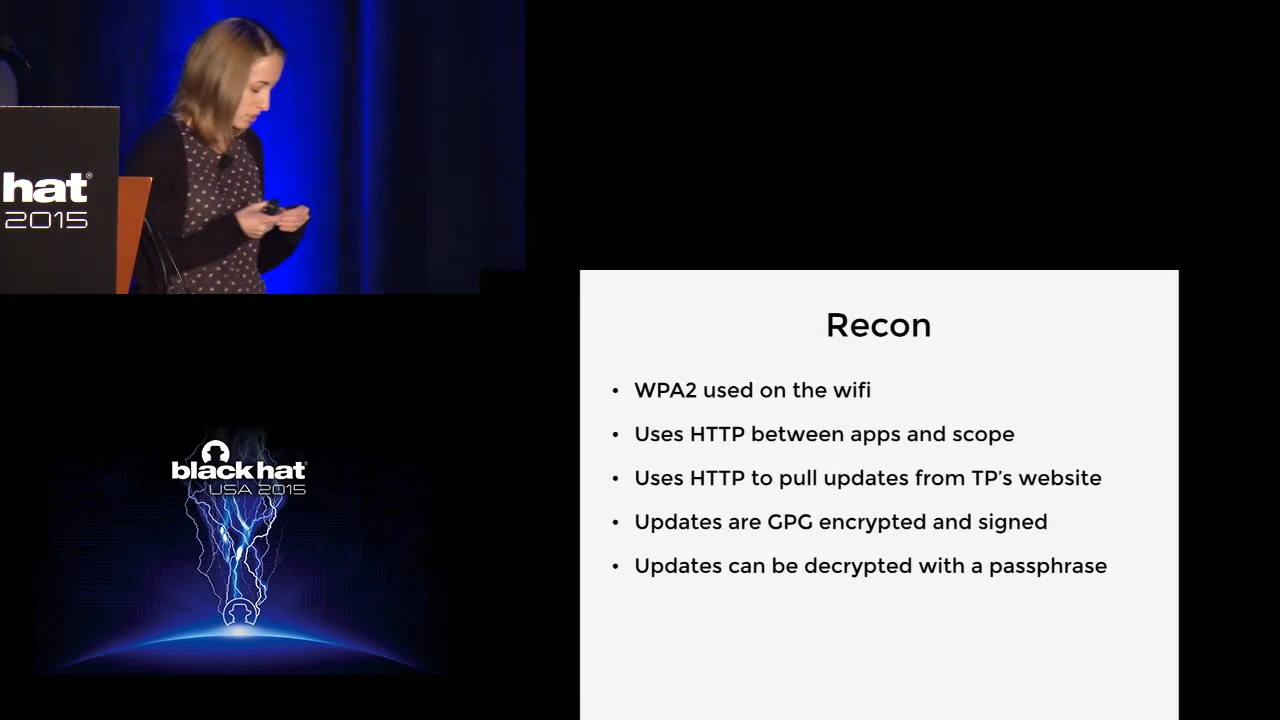 hat®
2015
Recon
• WPA2 used on the wifi
• Uses HTTP between apps and scope
• Uses HTTP to pull updates from TP’s website
• Updates are GPG encrypted and signed
• Updates can be decrypted with a passphrase
black hat®
USA 2015